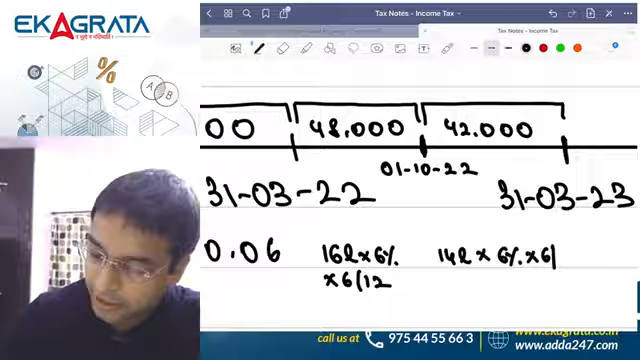 EKAGRATA
Tax Notes - Income Tax
Tax Notes - Income Tax
%
A
B
00
48.000
42.000
01-10-22
31-03-22
31-03-23
0.06
16L x 6%
x 6/12
14L x 6% x 6/
call us at
975 44 55 66 3
www.ekagrata.co.in
www.adda247.com